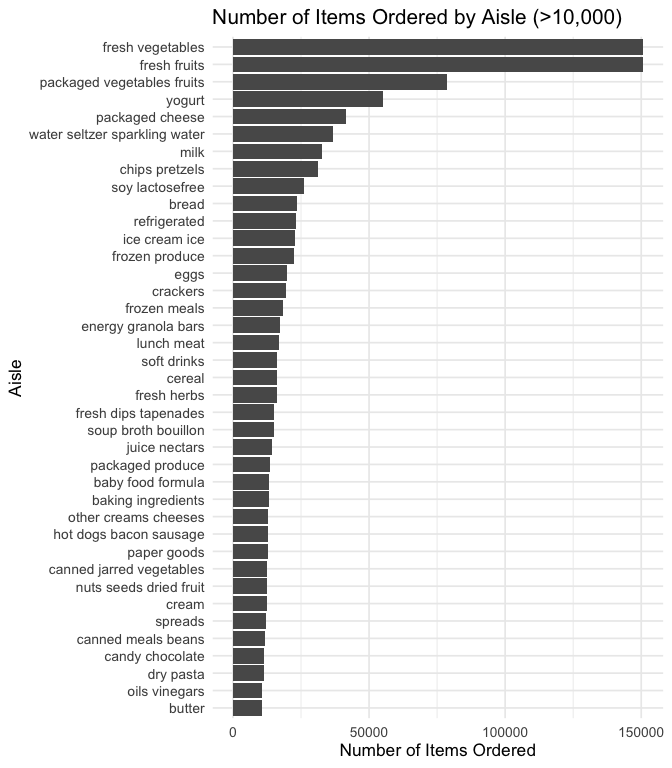 Number of Items Ordered by Aisle (>10,000)
fresh vegetables
fresh fruits
packaged vegetables fruits
yogurt
packaged cheese
water seltzer sparkling water
milk
chips pretzels
soy lactosefree
bread
refrigerated
ice cream ice
frozen produce
eggs
crackers
frozen meals
energy granola bars
lunch meat
soft drinks
cereal
fresh herbs
fresh dips tapenades
soup broth bouillon
juice nectars
packaged produce
baby food formula
baking ingredients
other creams cheeses
hot dogs bacon sausage
paper goods
canned jarred vegetables
nuts seeds dried fruit
cream
spreads
canned meals beans
candy chocolate
dry pasta
oils vinegars
butter
Aisle
0 50000 100000 150000
Number of Items Ordered